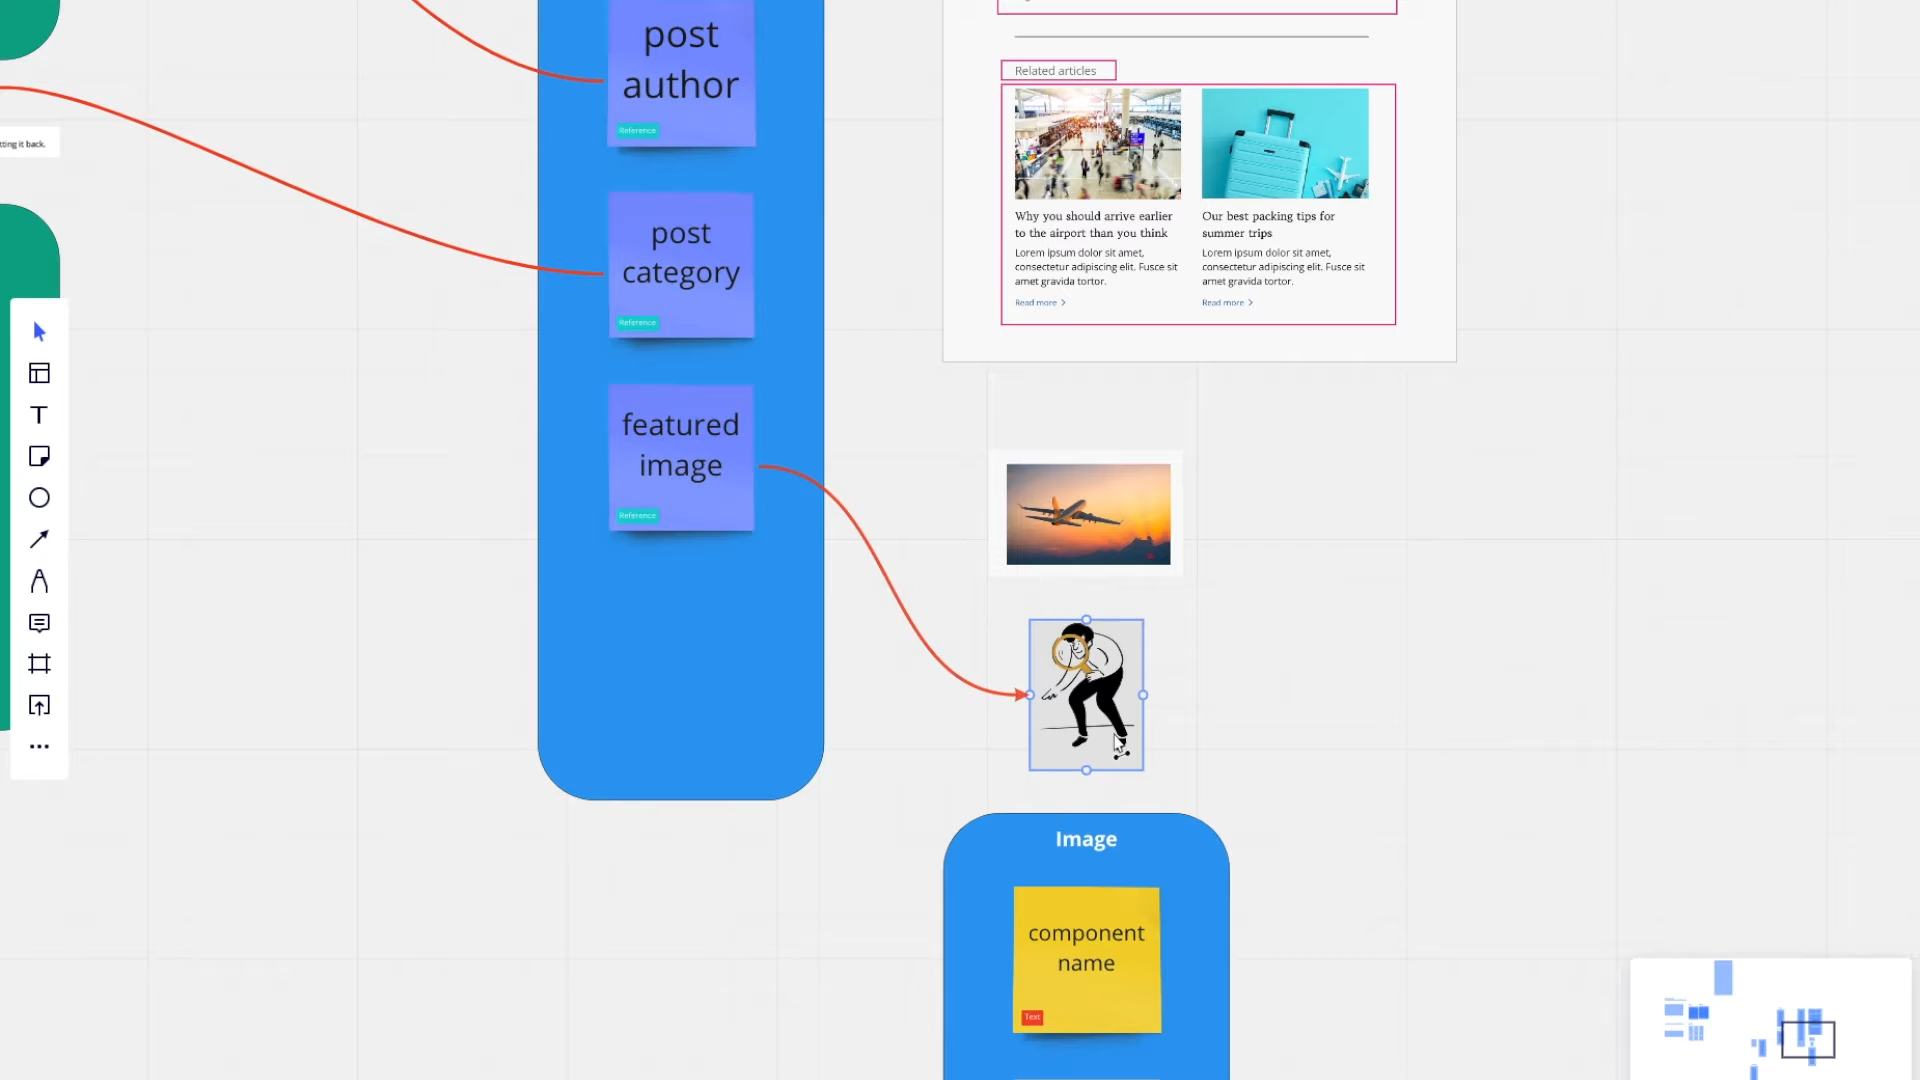 post
author
Reference
tting it back.
post
category
Reference
featured
image
Reference
Related articles
Why you should arrive earlier
to the airport than you think
Lorem ipsum dolor sit amet,
consectetur adipiscing elit. Fusce sit
amet gravida tortor.
Read more
Our best packing tips for
summer trips
Lorem ipsum dolor sit amet,
consectetur adipiscing elit. Fusce sit
amet gravida tortor.
Read more
Image
component
name
Text